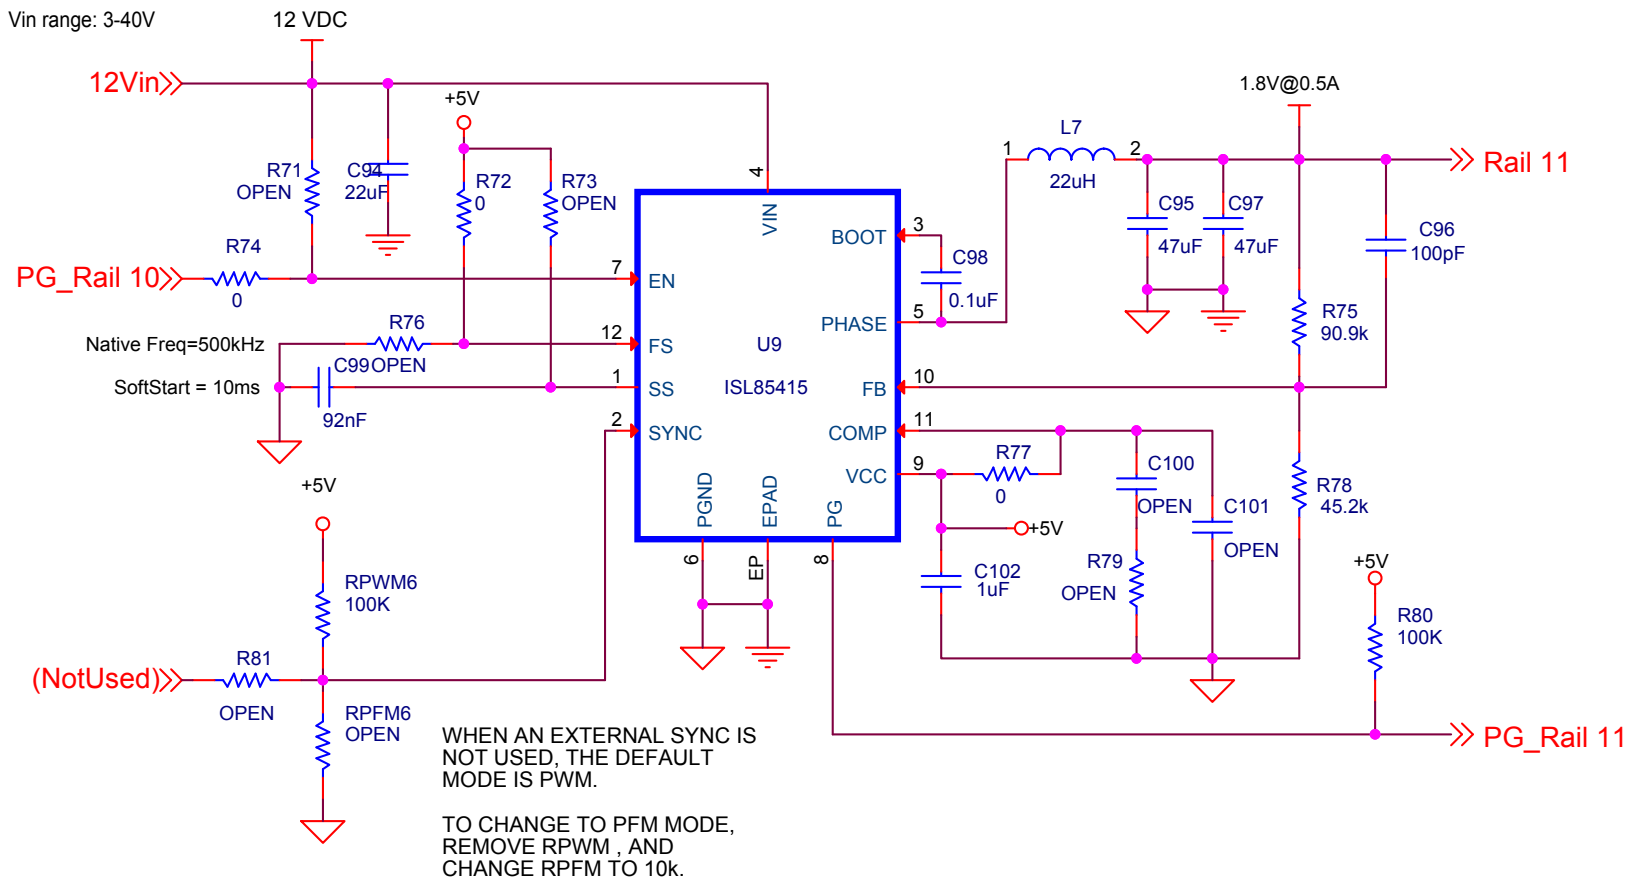 Vin range: 3-40V
12 VDC
12Vin
+5V
1.8V@0.5A
L7
1
2
22uH
Rail 11
R71
OPEN
C94
22uF
R72
0
R73
OPEN
4
VIN
BOOT
3
C98
0.1uF
C95
47uF
C97
47uF
C96
100pF
R74
0
PG_Rail 10
7
EN
PHASE
5
R75
90.9k
Native Freq=500kHz
R76
OPEN
12
FS
U9
ISL85415
SoftStart = 10ms
C99
92nF
1
SS
FB
10
2
SYNC
COMP
11
VCC
9
R77
0
C100
OPEN
C101
OPEN
R78
45.2k
PGND
EPAD
PG
6
EP
8
+5V
C102
1uF
R79
OPEN
+5V
RPWM6
100K
+5V
R80
100K
(NotUsed)
R81
OPEN
RPFM6
OPEN
PG_Rail 11
WHEN AN EXTERNAL SYNC IS
NOT USED, THE DEFAULT
MODE IS PWM.
TO CHANGE TO PFM MODE,
REMOVE RPWM , AND
CHANGE RPFM TO 10k.